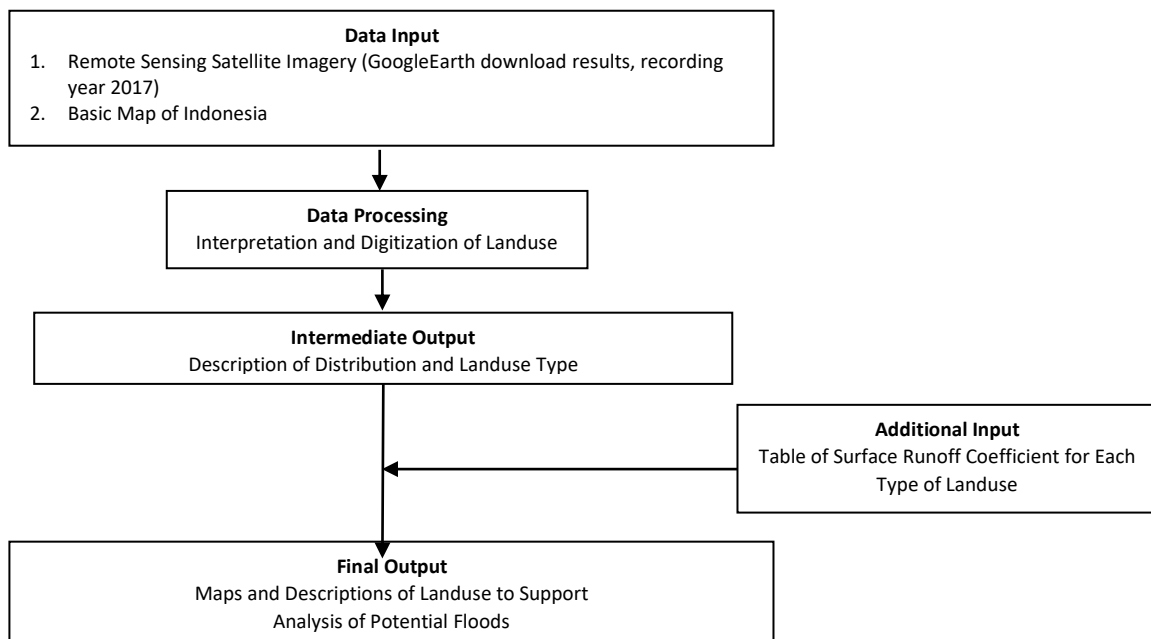 Data Input
1. Remote Sensing Satellite Imagery (GoogleEarth download results, recording
year 2017)
2. Basic Map of Indonesia
Data Processing
Interpretation and Digitization of Landuse
Intermediate Output
Description of Distribution and Landuse Type
Additional Input
Table of Surface Runoff Coefficient for Each
Type of Landuse
Final Output
Maps and Descriptions of Landuse to Support
Analysis of Potential Floods